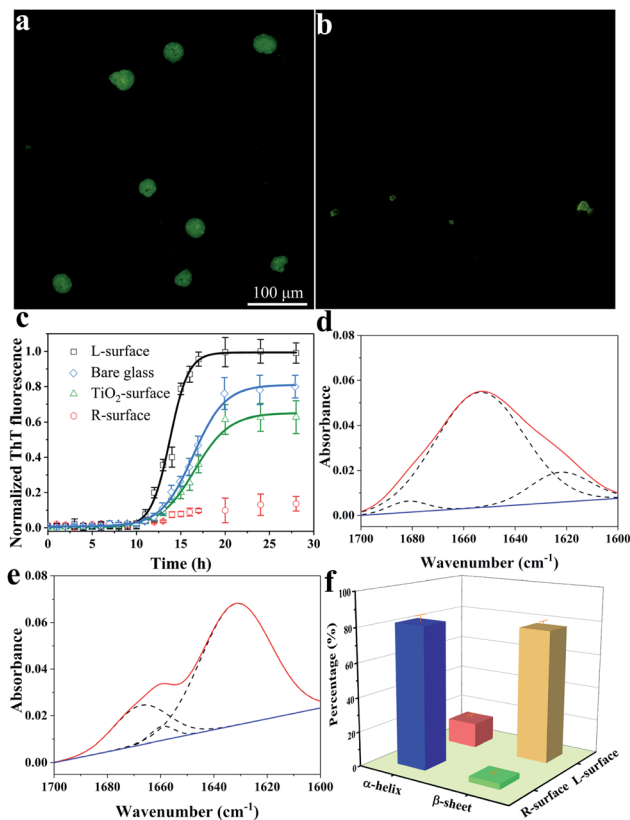 a
b
100 μm
c
Normalized ThT fluorescence
1.0
0.8
0.6
0.4
0.2
0.0
L-surface
Bare glass
TiO2-surface
R-surface
0 5 10 15 20 25 30
Time (h)
d
Absorbance
0.08
0.06
0.04
0.02
0.00
1700 1680 1660 1640 1620 1600
Wavenumber (cm-1)
e
Absorbance
0.08
0.06
0.04
0.02
0.00
1700 1680 1660 1640 1620 1600
Wavenumber (cm-1)
f
Percentage (%)
100
80
60
40
20
0
α-helix
β-sheet
R-surface
L-surface